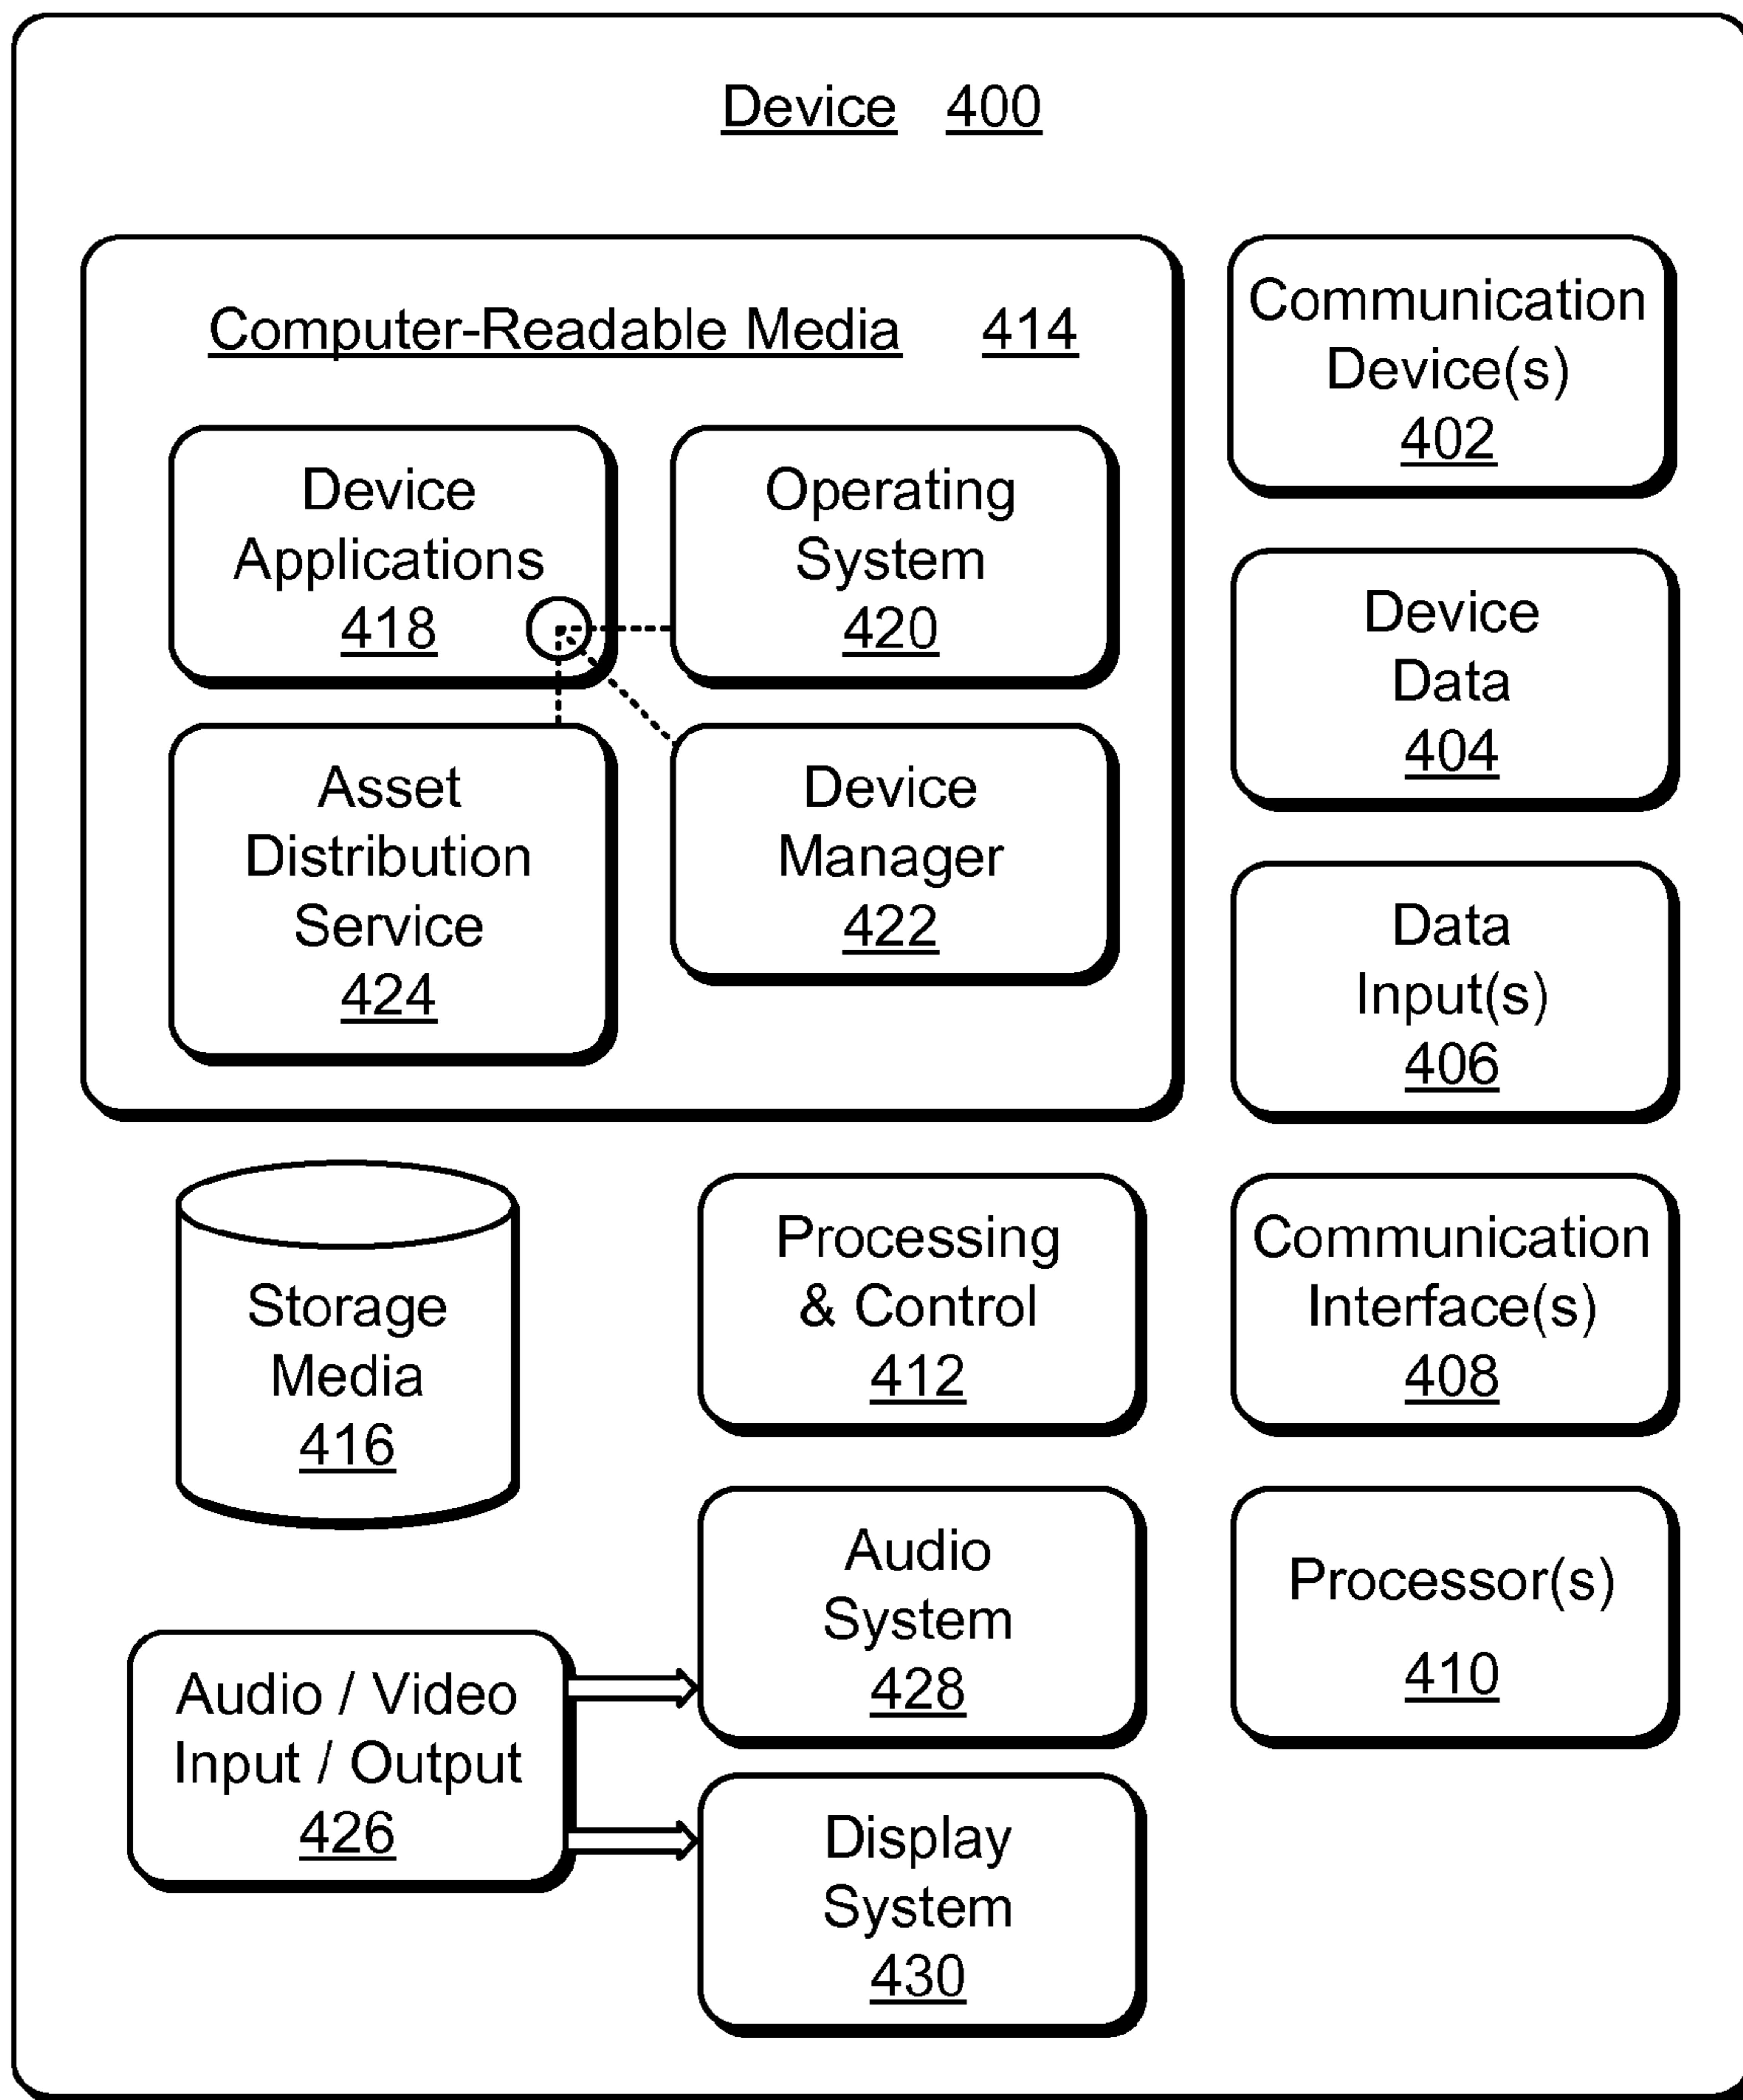 Device 400
Computer-Readable Media 414
Device
Applications
418
Operating
System
420
Asset
Distribution
Service
424
Device
Manager
422
Communication
Device(s)
402
Device
Data
404
Data
Input(s)
406
Storage
Media
416
Processing
& Control
412
Communication
Interface(s)
408
Audio / Video
Input / Output
426
Audio
System
428
Processor(s)
410
Display
System
430